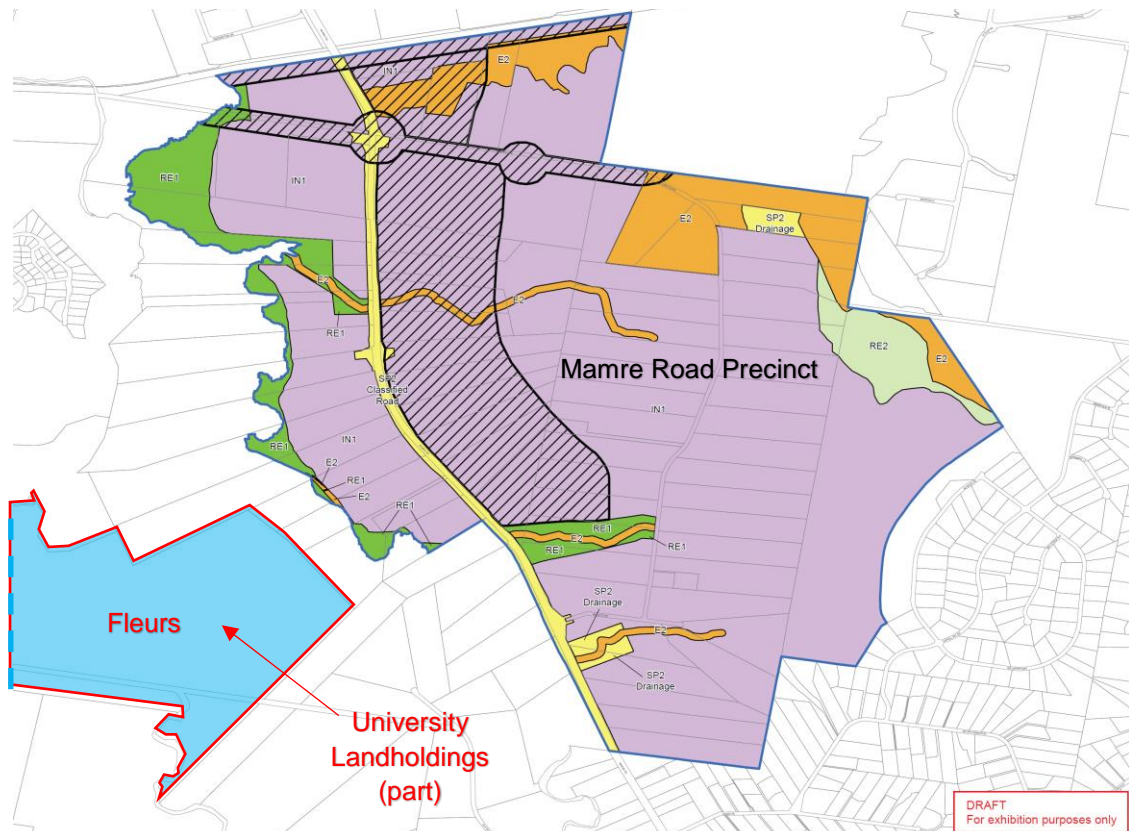 IN1
E2
RE1
IN1
E2
SP2
Drainage
E2
E2
RE1
RE2
E2
Mamre Road Precinct
SP2
Classified
Road
IN1
IN1
RE1
E2
RE1
E2
RE1
RE1
E2
RE1
RE1
Fleurs
SP2
Drainage
E2
SP2
Drainage
University
Landholdings
(part)
DRAFT
For exhibition purposes only